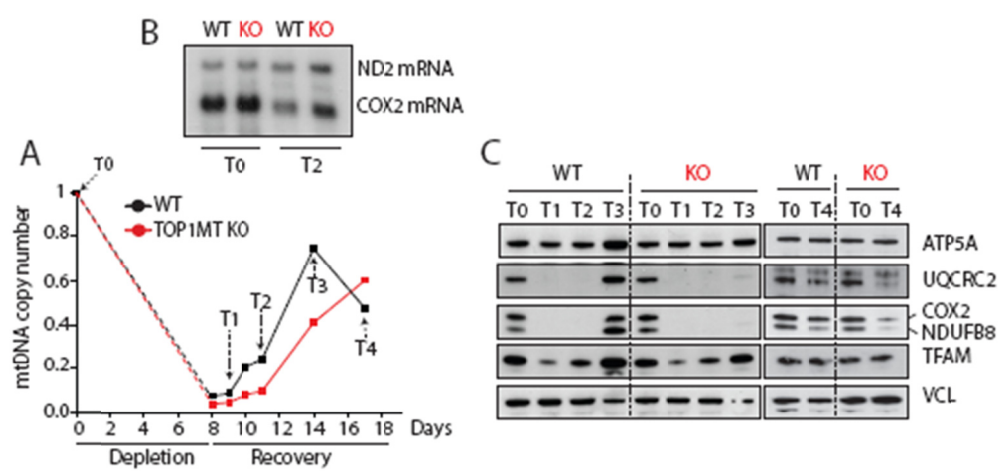 B
WT KO WT KO
ND2 mRNA
COX2 mRNA
T0 T2
A
T0
1
0.8
0.6
0.4
0.2
0.0
mtDNA copy number
WT
TOP1MT K0
T1
T2
T3
T4
0 2 4 6 8 10 12 14 16 18 Days
Depletion Recovery
C
WT KO WT KO
T0 T1 T2 T3 T0 T1 T2 T3 T0 T4 T0 T4
ATP5A
UQCRC2
COX2
NDUFB8
TFAM
VCL